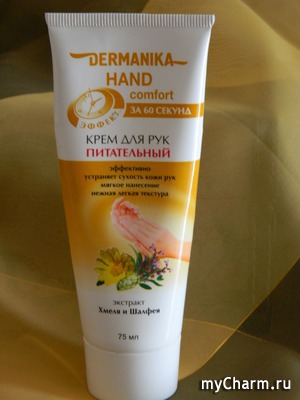 DERMANIKA
HAND
comfort
ЭФФЕКТ
ЗА 60 СЕКУНД
КРЕМ ДЛЯ РУК
ПИТАТЕЛЬНЫЙ
эффективно
устраняет сухость кожи рук
мягкое нанесение
нежная легкая текстура
экстракт
Хмеля и Шалфея
75 мл
myCharm.ru